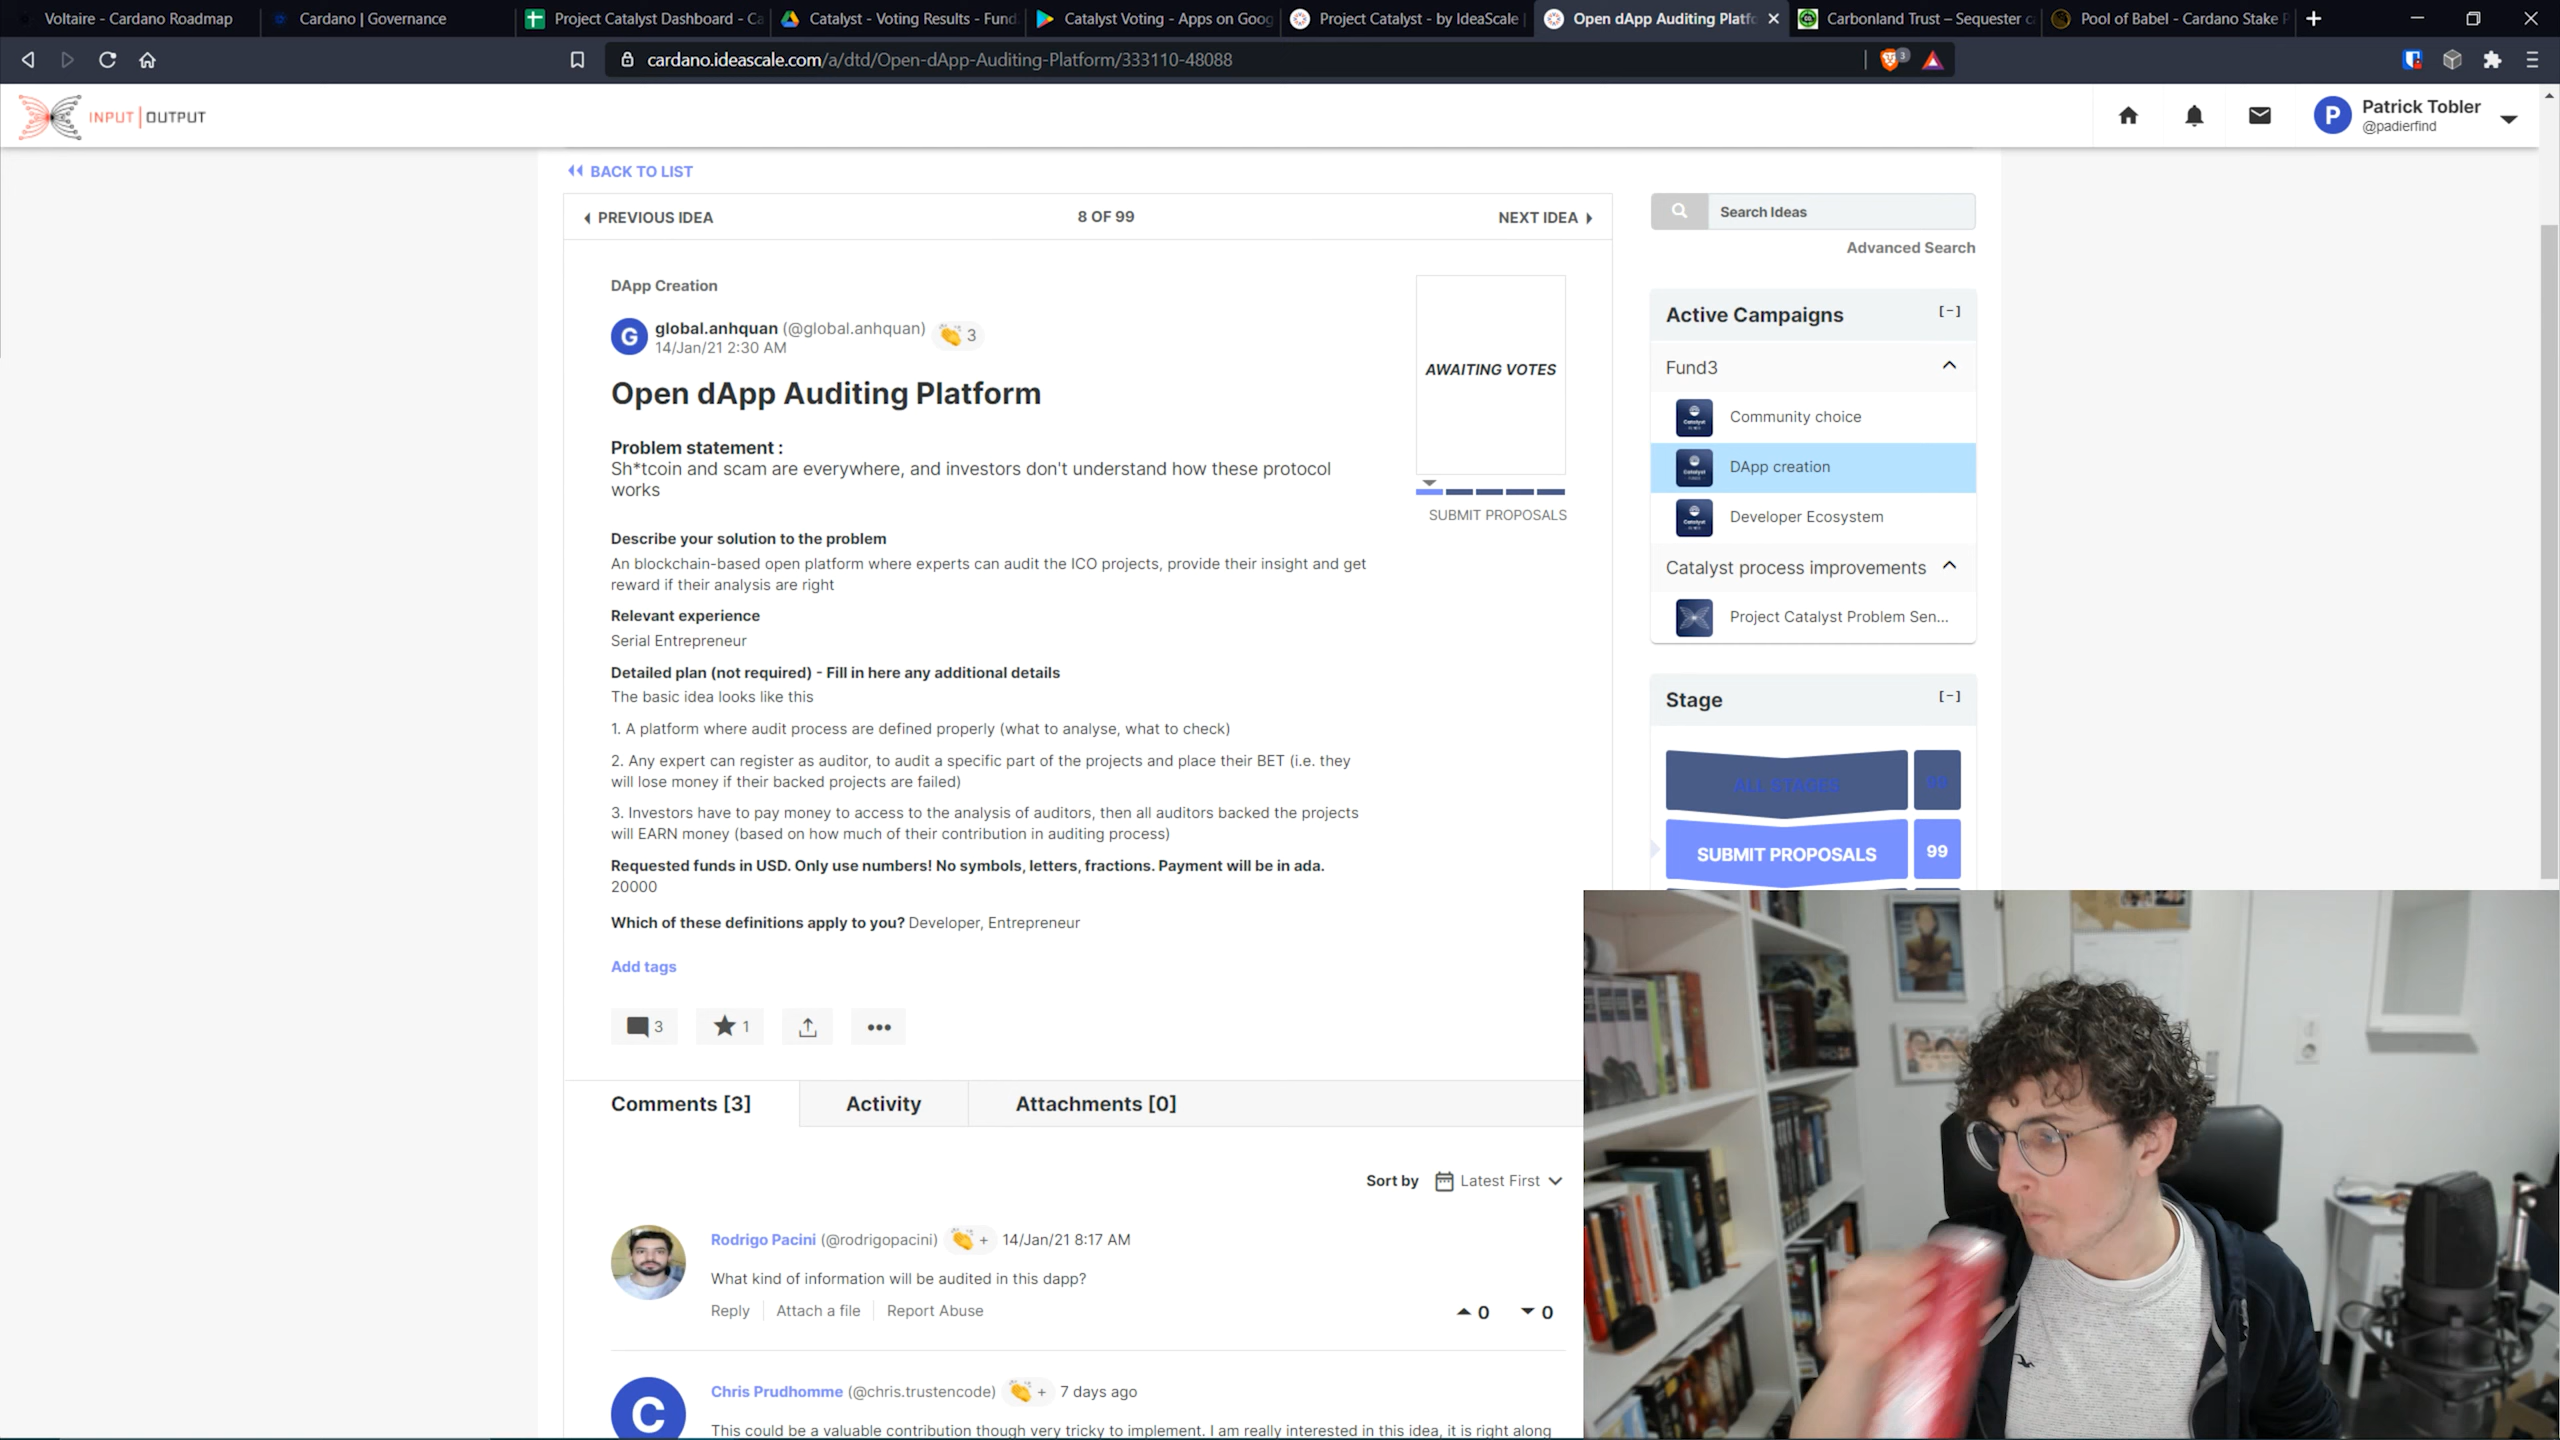 Voltaire - Cardano Roadmap
Cardano | Governance
Project Catalyst Dashboard - Ca
Catalyst - Voting Results - Fund
Catalyst Voting - Apps on Goog
Project Catalyst - by IdeaScale
Open dApp Auditing Platfo
Carbonland Trust – Sequester c
Pool of Babel - Cardano Stake P
cardano.ideascale.com/a/dtd/Open-dApp-Auditing-Platform/333110-48088
3
INPUT | OUTPUT
P
Patrick Tobler
@padierfind
BACK TO LIST
PREVIOUS IDEA
8 OF 99
NEXT IDEA
DApp Creation
G
global.anhquan (@global.anhquan) 3
14/Jan/21 2:30 AM
Open dApp Auditing Platform
Problem statement :
Sh*tcoin and scam are everywhere, and investors don't understand how these protocol
works
Describe your solution to the problem
An blockchain-based open platform where experts can audit the ICO projects, provide their insight and get
reward if their analysis are right
Relevant experience
Serial Entrepreneur
Detailed plan (not required) - Fill in here any additional details
The basic idea looks like this
1. A platform where audit process are defined properly (what to analyse, what to check)
2. Any expert can register as auditor, to audit a specific part of the projects and place their BET (i.e. they
will lose money if their backed projects are failed)
3. Investors have to pay money to access to the analysis of auditors, then all auditors backed the projects
will EARN money (based on how much of their contribution in auditing process)
Requested funds in USD. Only use numbers! No symbols, letters, fractions. Payment will be in ada.
20000
Which of these definitions apply to you? Developer, Entrepreneur
Add tags
3
1
AWAITING VOTES
SUBMIT PROPOSALS
Search Ideas
Advanced Search
Active Campaigns [-]
Fund3
Community choice
DApp creation
Developer Ecosystem
Catalyst process improvements
Project Catalyst Problem Sen...
Stage [-]
ALL STAGES
SUBMIT PROPOSALS 99
Comments [3]
Activity
Attachments [0]
Sort by Latest First
Rodrigo Pacini (@rodrigopacini) + 14/Jan/21 8:17 AM
What kind of information will be audited in this dapp?
Reply
Attach a file
Report Abuse
0
0
C
Chris Prudhomme (@chris.trustencode) + 7 days ago
This could be a valuable contribution though very tricky to implement. I am really interested in this idea, it is right along